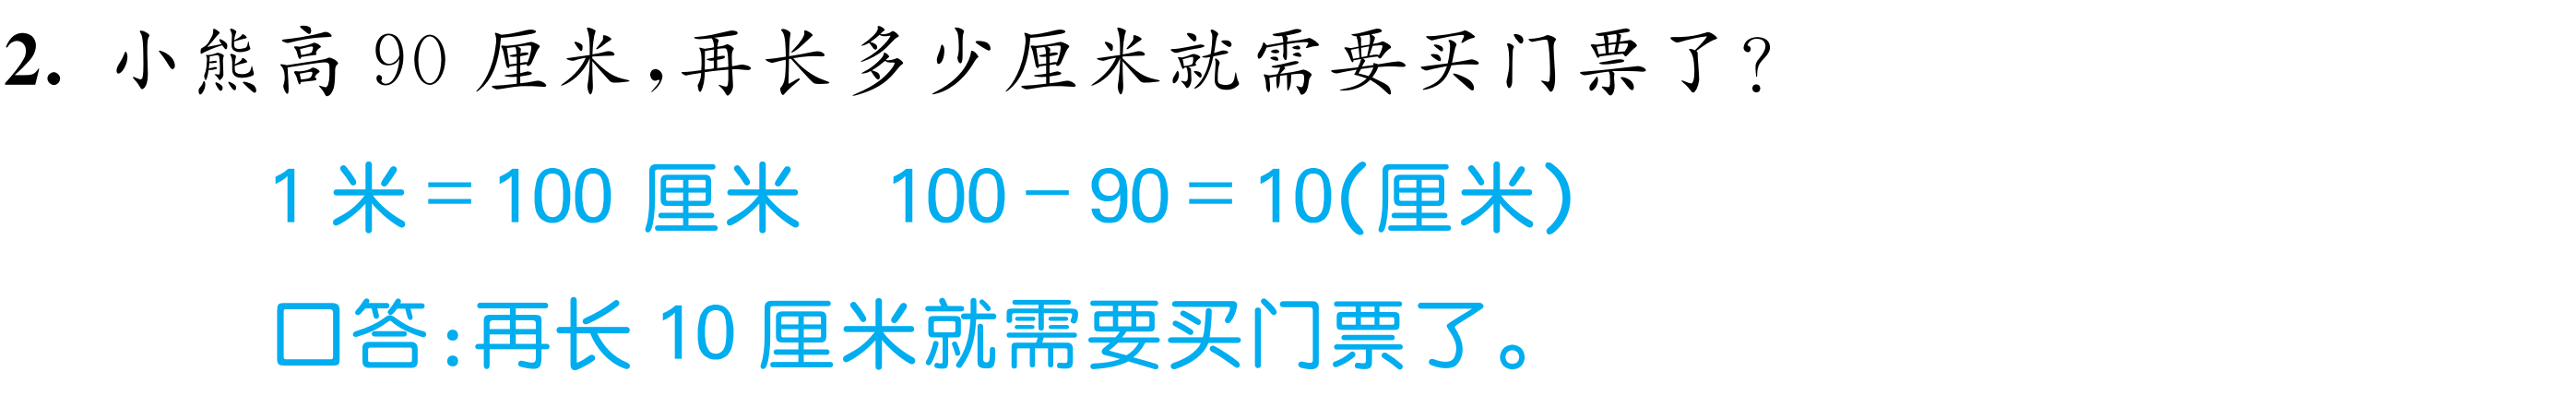 2. 小熊高 90 厘米,再长多少厘米就需要买门票了?
1 米=100 厘米 100-90=10(厘米)
口答:再长 10 厘米就需要买门票了。